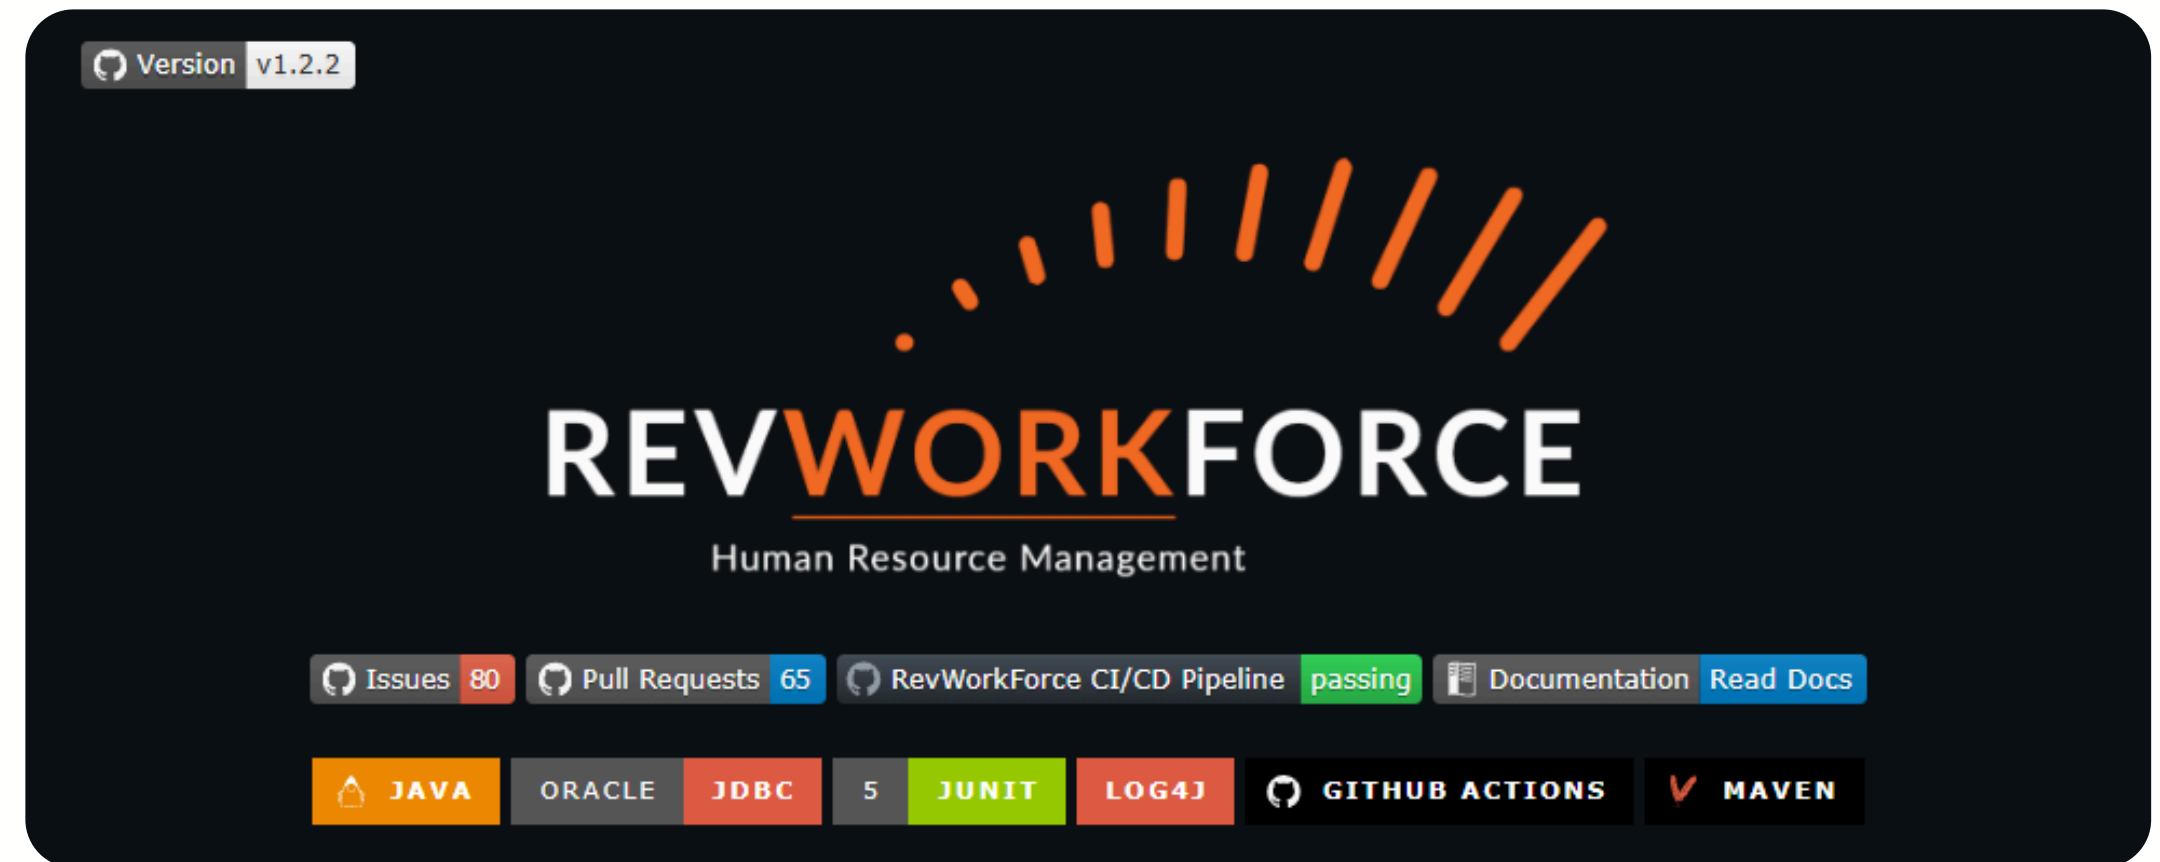 Version v1.2.2
REVWORKFORCE
Human Resource Management
Issues 80 Pull Requests 65 RevWorkForce CI/CD Pipeline passing Documentation Read Docs
JAVA ORACLE JDBC 5 JUNIT LOG4J GITHUB ACTIONS MAVEN